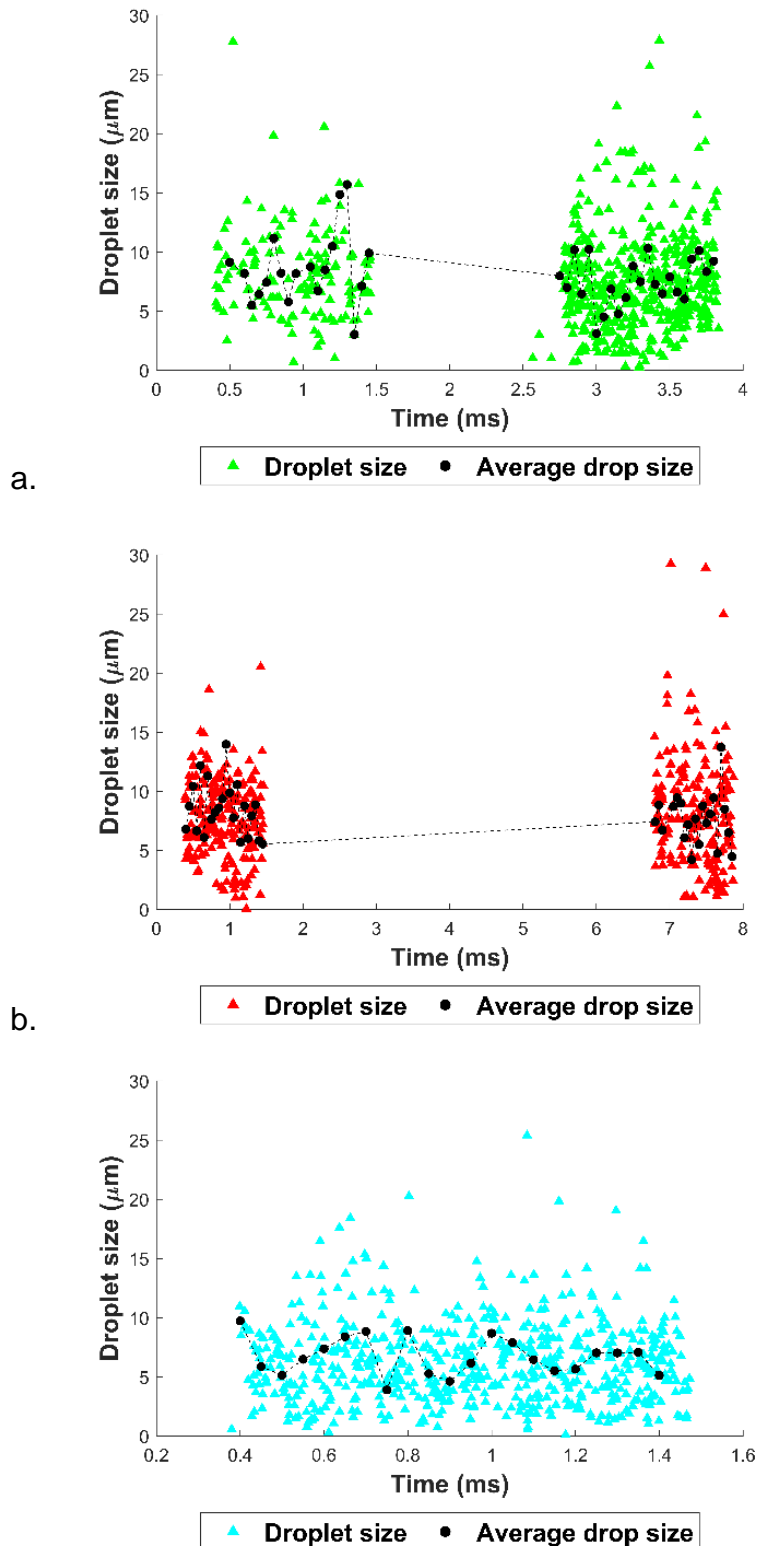 30
25
20
15
10
5
0
Droplet size (μm)
0 0.5 1 1.5 2 2.5 3 3.5 4
Time (ms)
Droplet size Average drop size
a.
30
25
20
15
10
5
0
Droplet size (μm)
0 1 2 3 4 5 6 7 8
Time (ms)
Droplet size Average drop size
b.
30
25
20
15
10
5
0
Droplet size (μm)
0.2 0.4 0.6 0.8 1 1.2 1.4 1.6
Time (ms)
Droplet size Average drop size